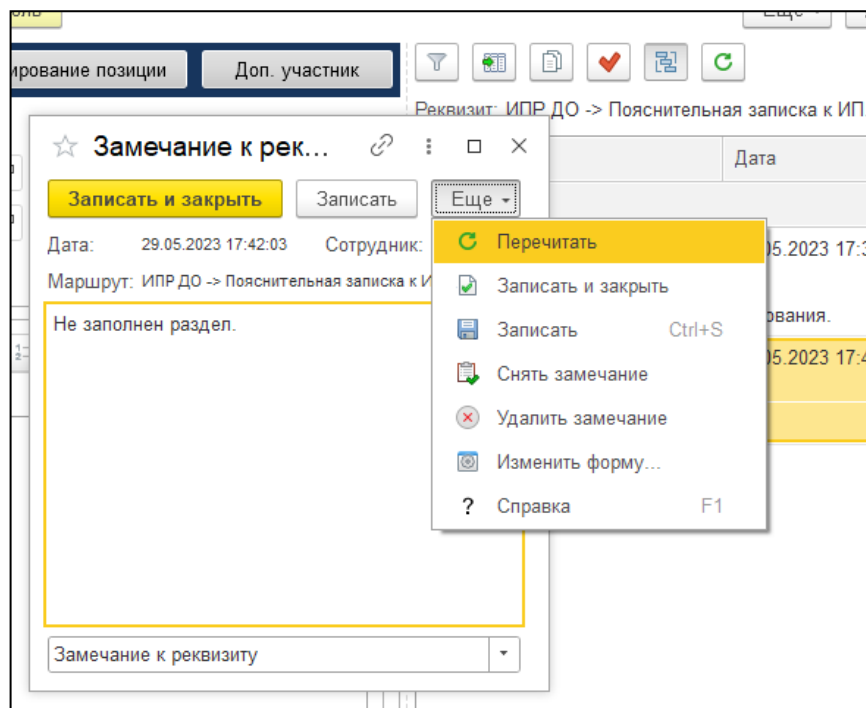 Еще
ирование позиции
Доп. участник
Реквизит: ИПР ДО -> Пояснительная записка к ИП
Замечание к рек...
Дата
Записать и закрыть
Записать
Еще
Дата: 29.05.2023 17:42:03 Сотрудник:
Маршрут: ИПР ДО -> Пояснительная записка к И
Не заполнен раздел.
Перечитать
05.2023 17:3
Записать и закрыть
Записать Ctrl+S
ования.
Снять замечание
05.2023 17:4
Удалить замечание
Изменить форму...
? Справка F1
Замечание к реквизиту